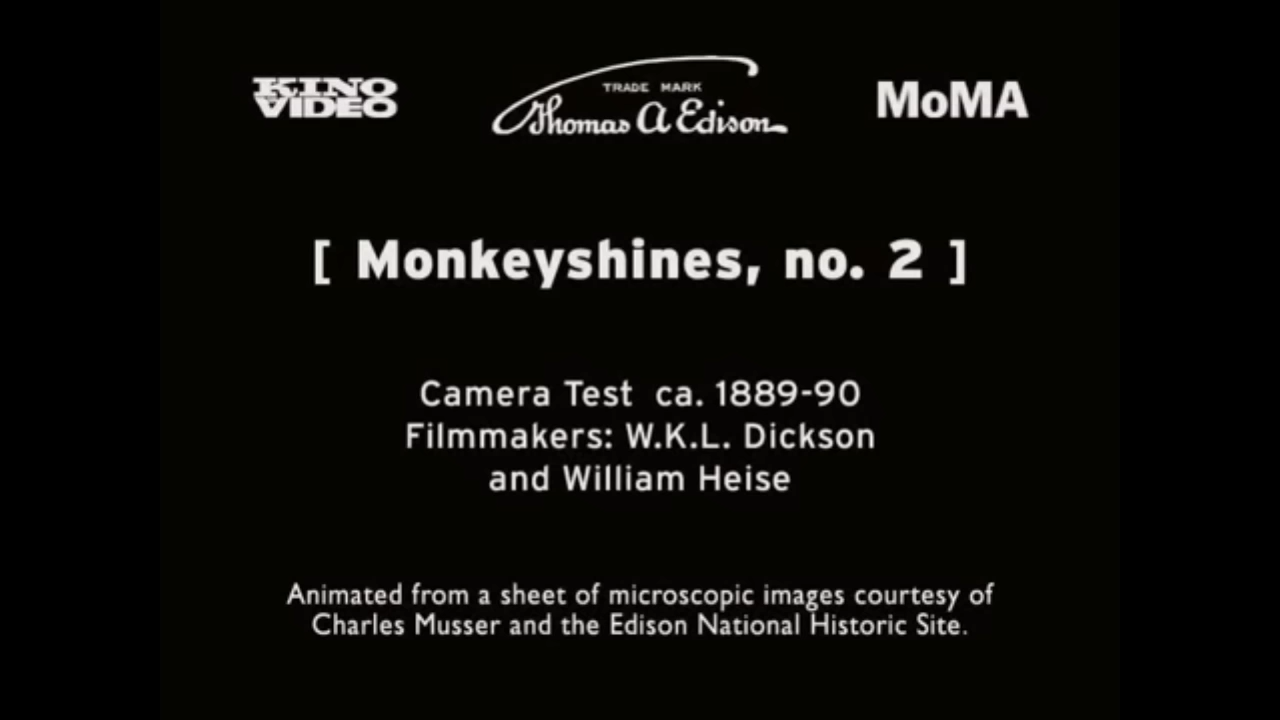 KINO VIDEO
TRADE MARK
Thomas A Edison
MoMA
[ Monkeyshines, no. 2 ]
Camera Test ca. 1889-90
Filmmakers: W.K.L. Dickson
and William Heise
Animated from a sheet of microscopic images courtesy of
Charles Musser and the Edison National Historic Site.